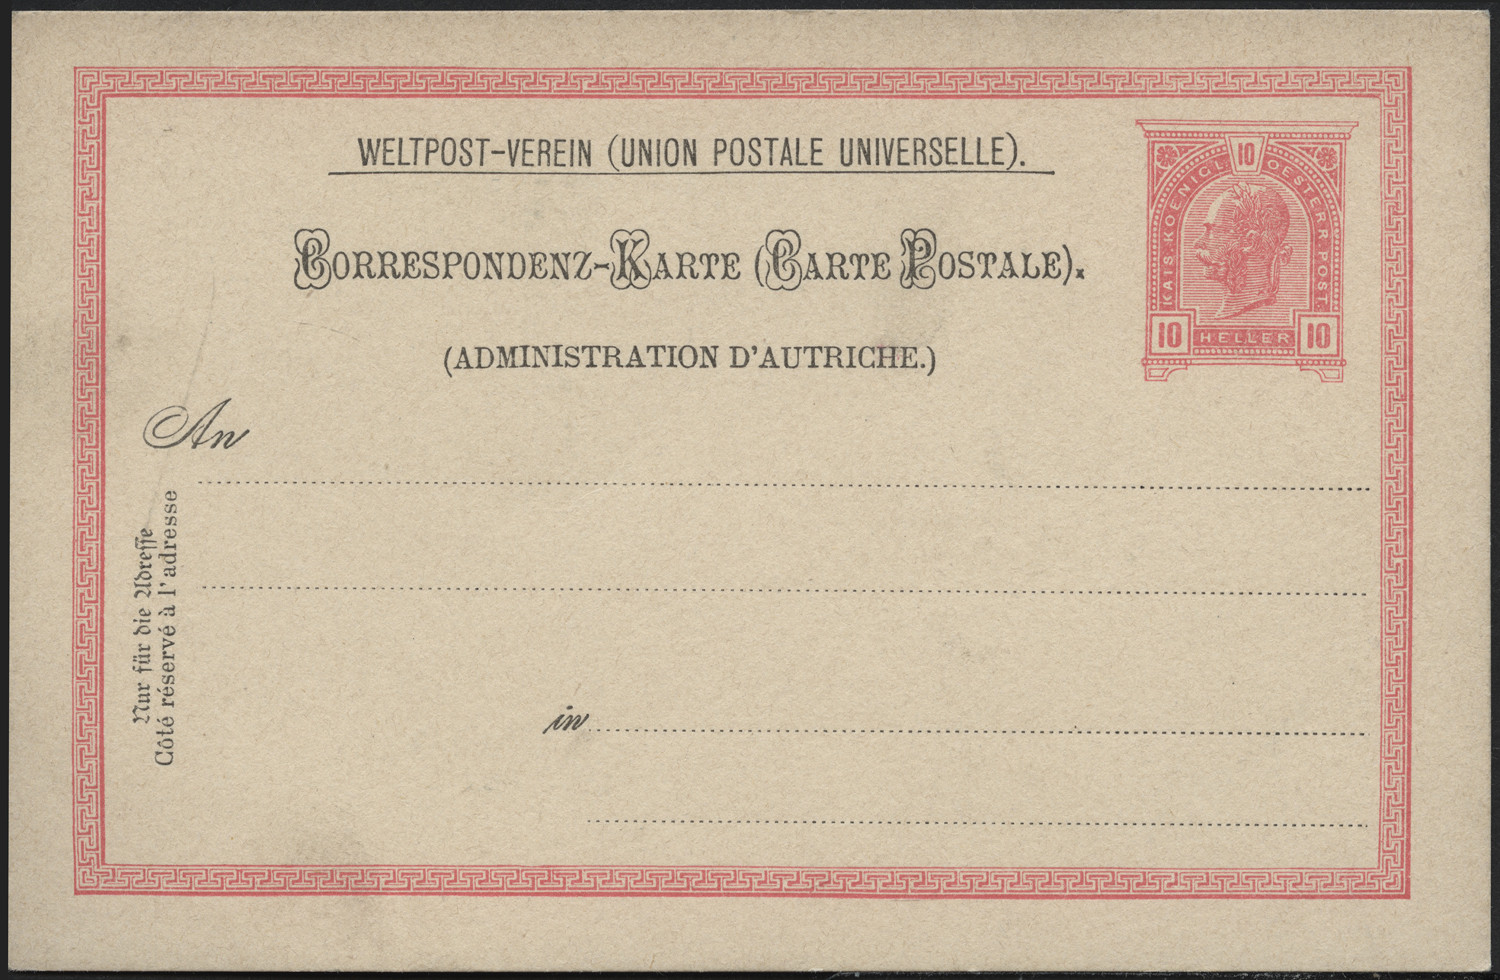 WELTPOST-VEREIN (UNION POSTALE UNIVERSELLE).
CORRESPONDENZ-KARTE (CARTE POSTALE).
(ADMINISTRATION D'AUTRICHE.)
10
KAIS. KOENIGL. OESTERR. POST.
10 HELLER 10
An
Nur für die Adresse
Côté réservé à l'adresse
in